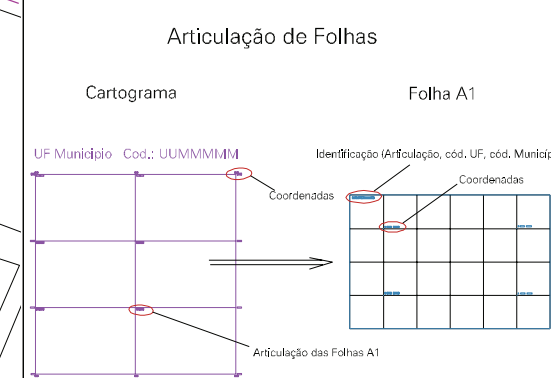 Articulação de Folhas
Cartograma
Folha A1
UF Municipio Cod.: UUMMMMM
Identificação (Articulação, cód. UF, cód. Municíp
Coordenadas
Coordenadas
Articulação das Folhas A1